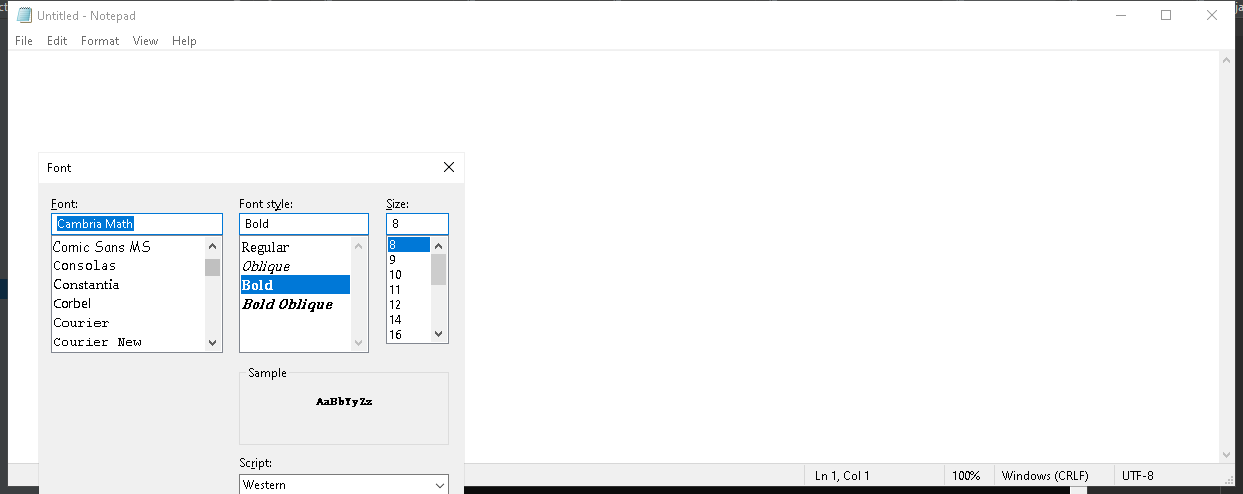 Untitled - Notepad
File Edit Format View Help
Font
Font: Font style: Size:
Cambria Math Bold 8
Comic Sans MS
Consolas
Constantia
Corbel
Courier
Courier New
Regular
Oblique
Bold
Bold Oblique
8
9
10
11
12
14
16
Sample
AaBbYyZz
Script:
Western
Ln 1, Col 1 100% Windows (CRLF) UTF-8